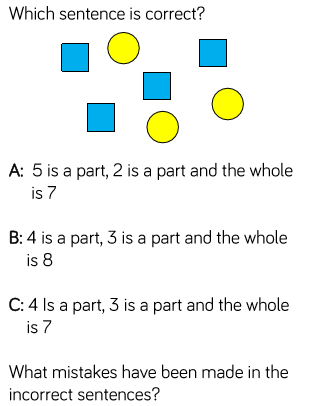 Which sentence is correct?
A: 5 is a part, 2 is a part and the whole
is 7
B: 4 is a part, 3 is a part and the whole
is 8
C: 4 Is a part, 3 is a part and the whole
is 7
What mistakes have been made in the
incorrect sentences?